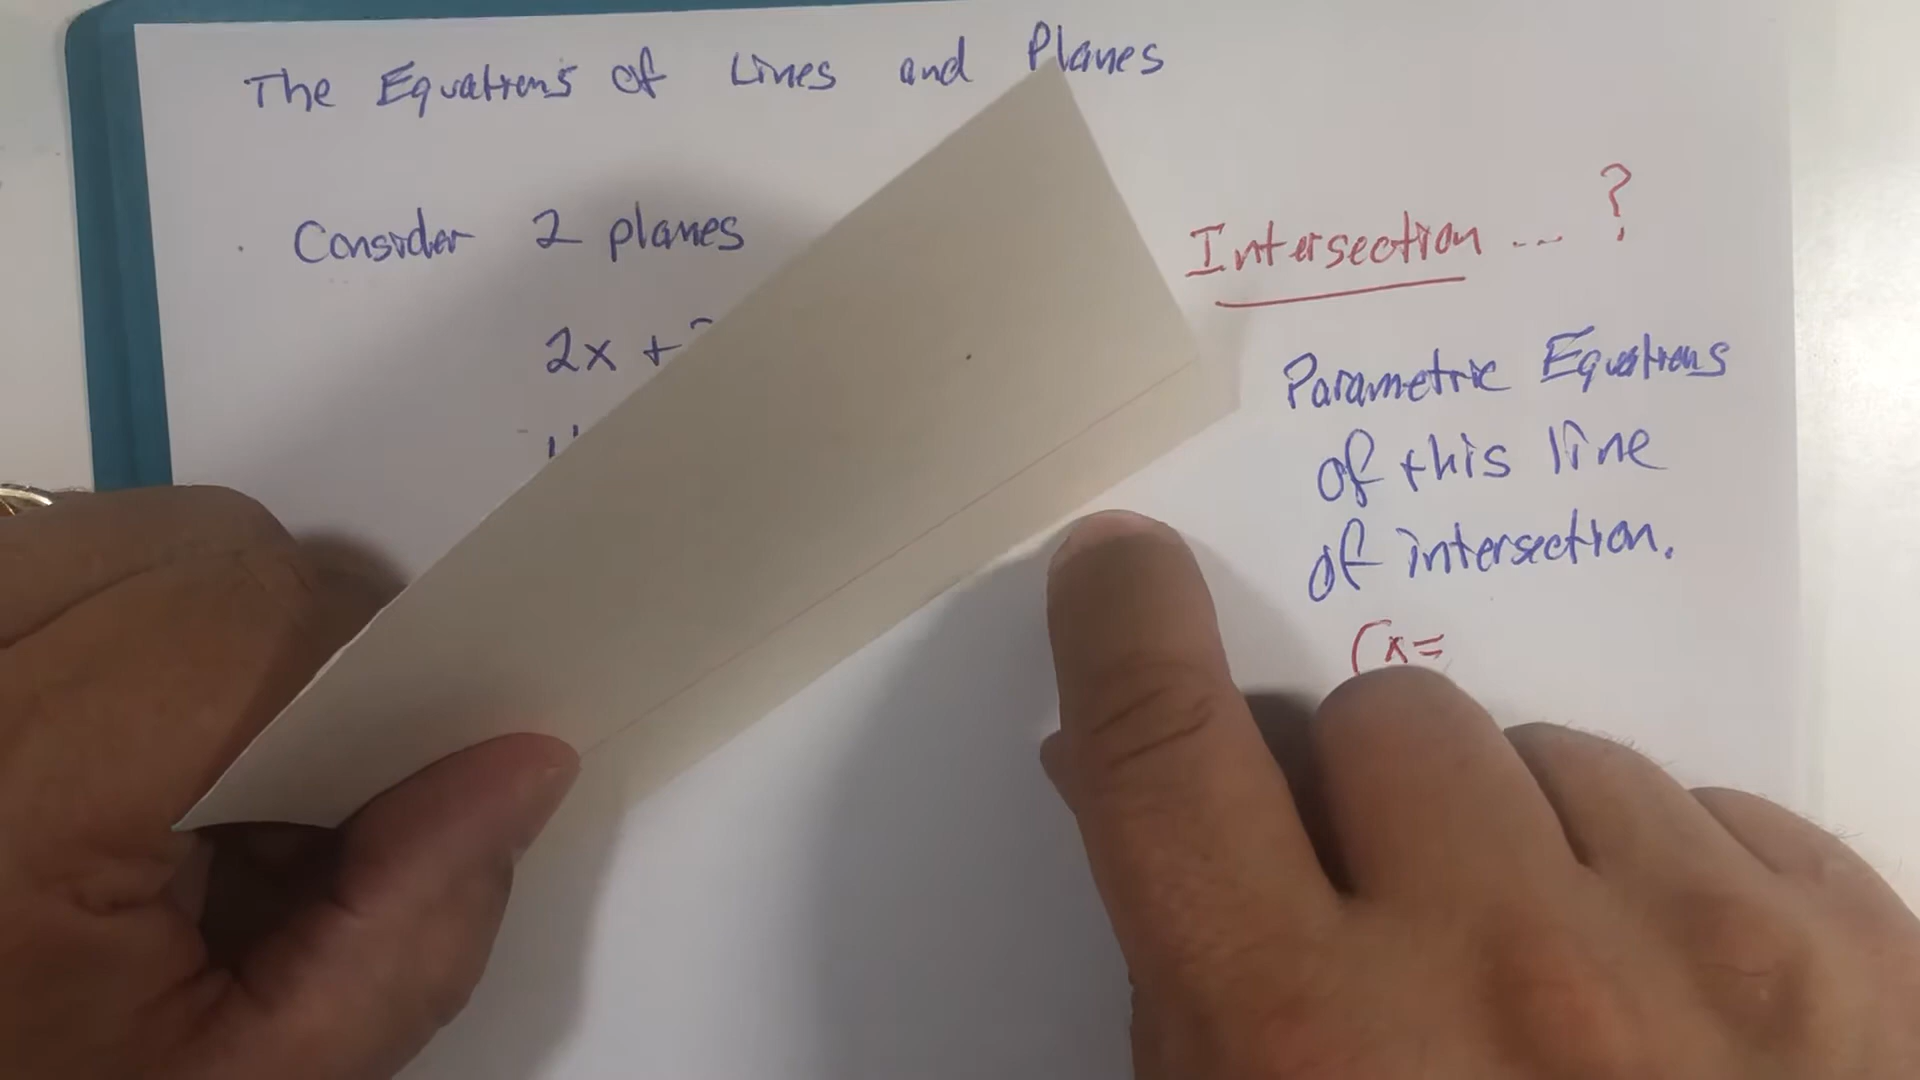 The Equations of Lines and Planes
Consider 2 planes
2x +
Intersection ... ?
Parametric Equations
of this line
of intersection.
(x=